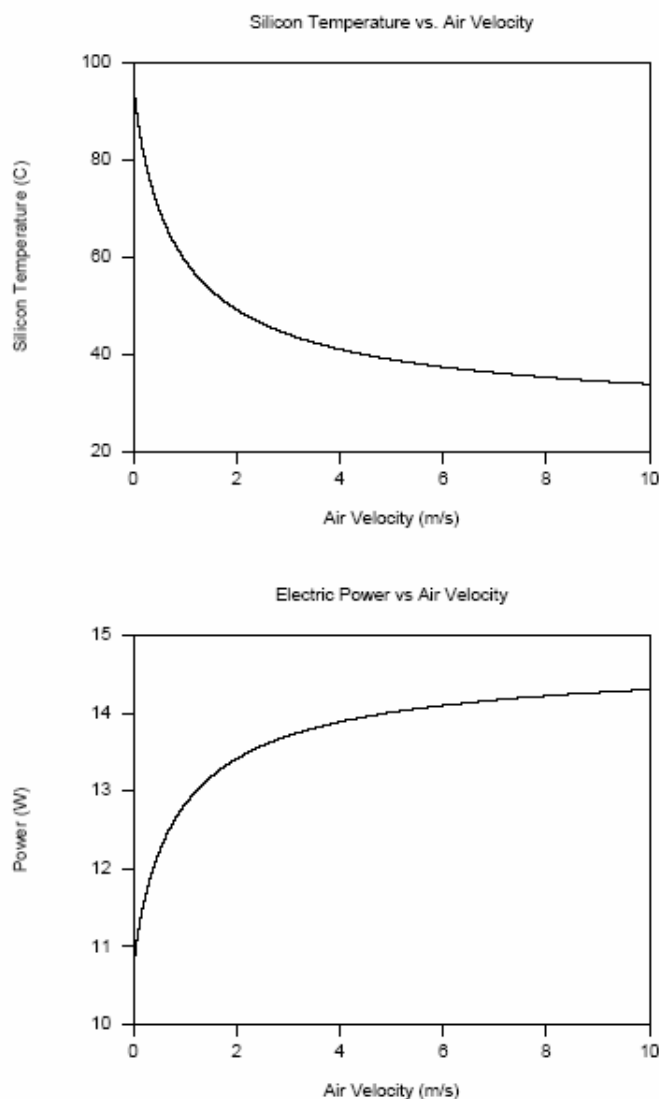 Silicon Temperature vs. Air Velocity
Silicon Temperature (C)
100
80
60
40
20
0 2 4 6 8 10
Air Velocity (m/s)
Electric Power vs Air Velocity
Power (W)
15
14
13
12
11
10
0 2 4 6 8 10
Air Velocity (m/s)